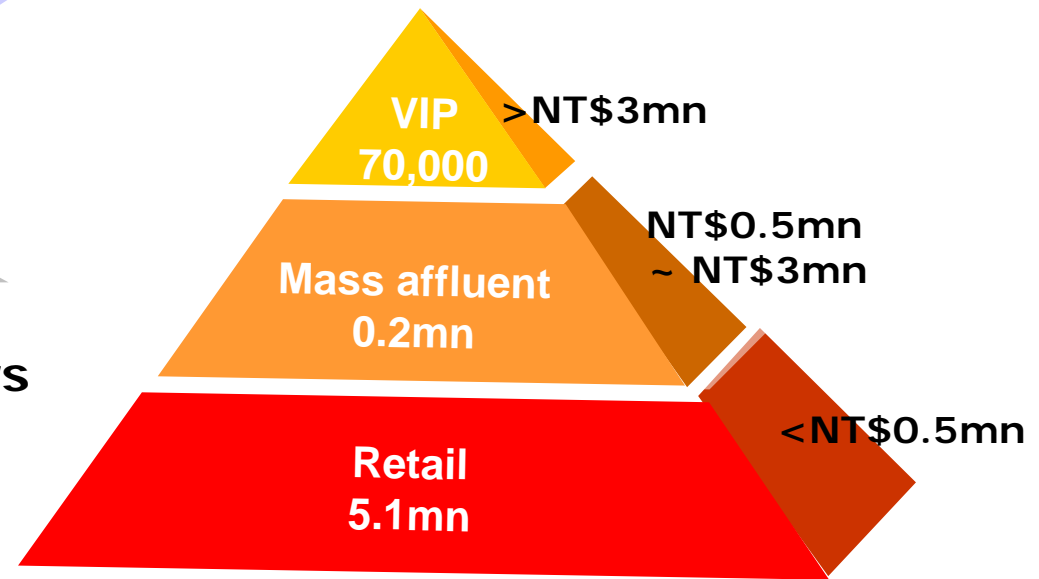 VIP
70,000
>NT$3mn
Mass affluent
0.2mn
NT$0.5mn
~ NT$3mn
Retail
5.1mn
<NT$0.5mn